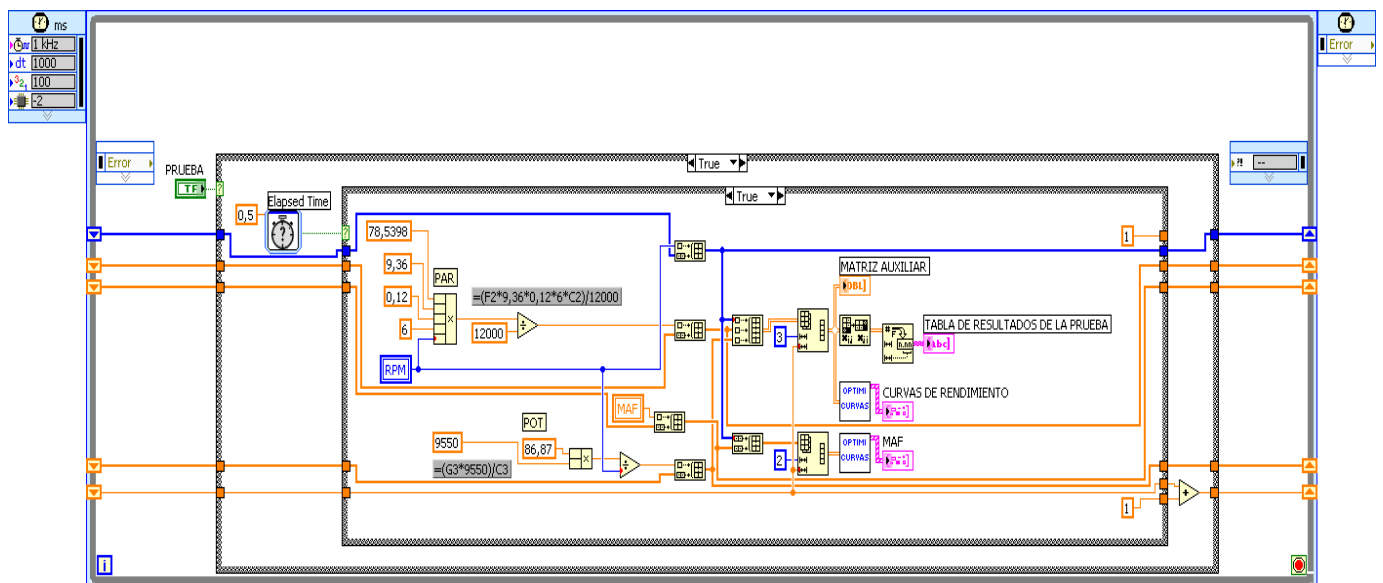 ms
1 kHz
dt 1000
100
-2
Error
Error
PRUEBA
TF
Elapsed Time
0,5
True
True
?! --
78,5398
9,36
PAR
0,12
=(F2*9,36*0,12*6*C2)/12000
6
12000
RPM
MAF
POT
9550
86,87
=(G3*9550)/C3
1
MATRIZ AUXILIAR
DBL]
3
TABLA DE RESULTADOS DE LA PRUEBA
abc]
OPTIMI
CURVAS
CURVAS DE RENDIMIENTO
2
OPTIMI
CURVAS
MAF
1
i
Error